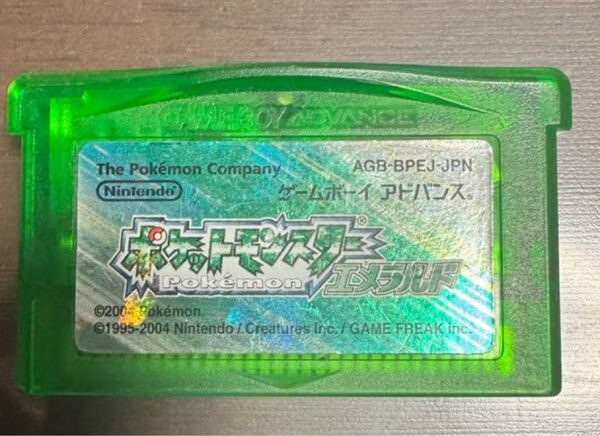 GAME BOY ADVANCE
The Pokémon Company
AGB-BPEJ-JPN
Nintendo®
ゲームボーイ アドバンス®
ポケットモンスター®
Pokémon
エメラルド
©2004 Pokémon.
©1995-2004 Nintendo / Creatures inc. / GAME FREAK inc.